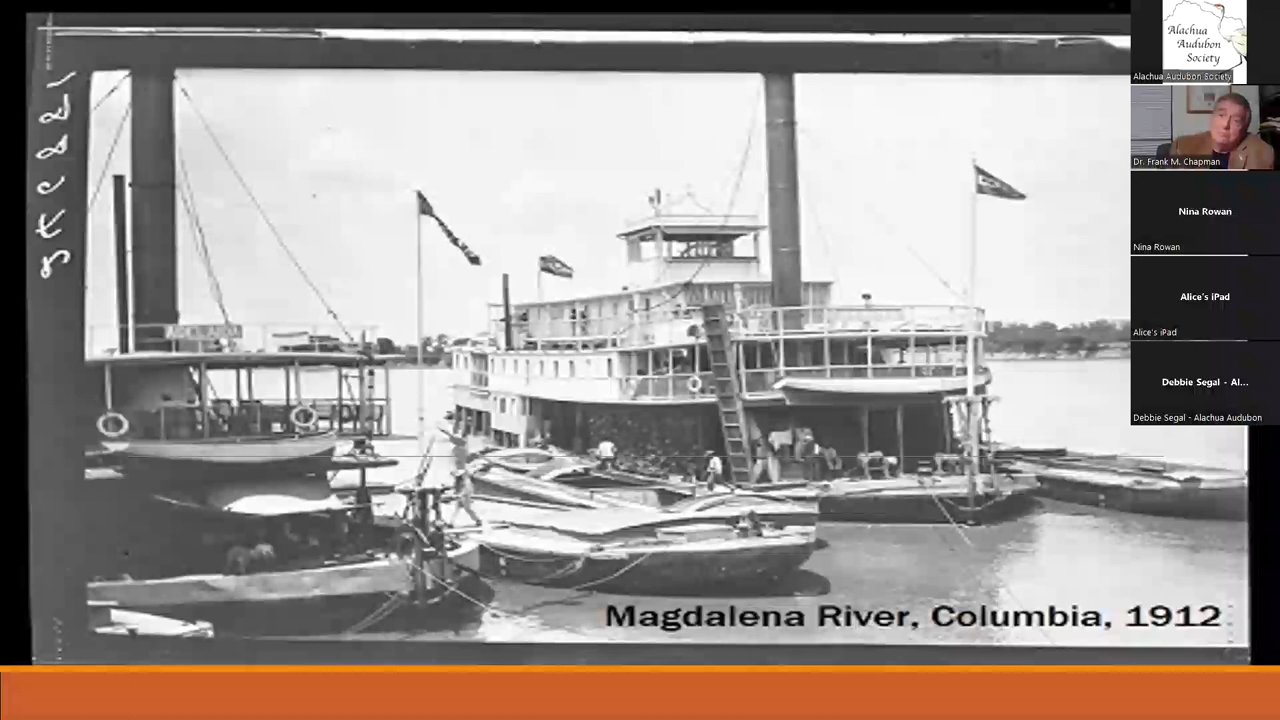 Alachua
Audubon
Society
Alachua Audubon Society
Dr. Frank M. Chapman
Nina Rowan
Nina Rowan
Alice's iPad
Alice's iPad
Debbie Segal - Al...
Debbie Segal - Alachua Audubon
Magdalena River, Columbia, 1912